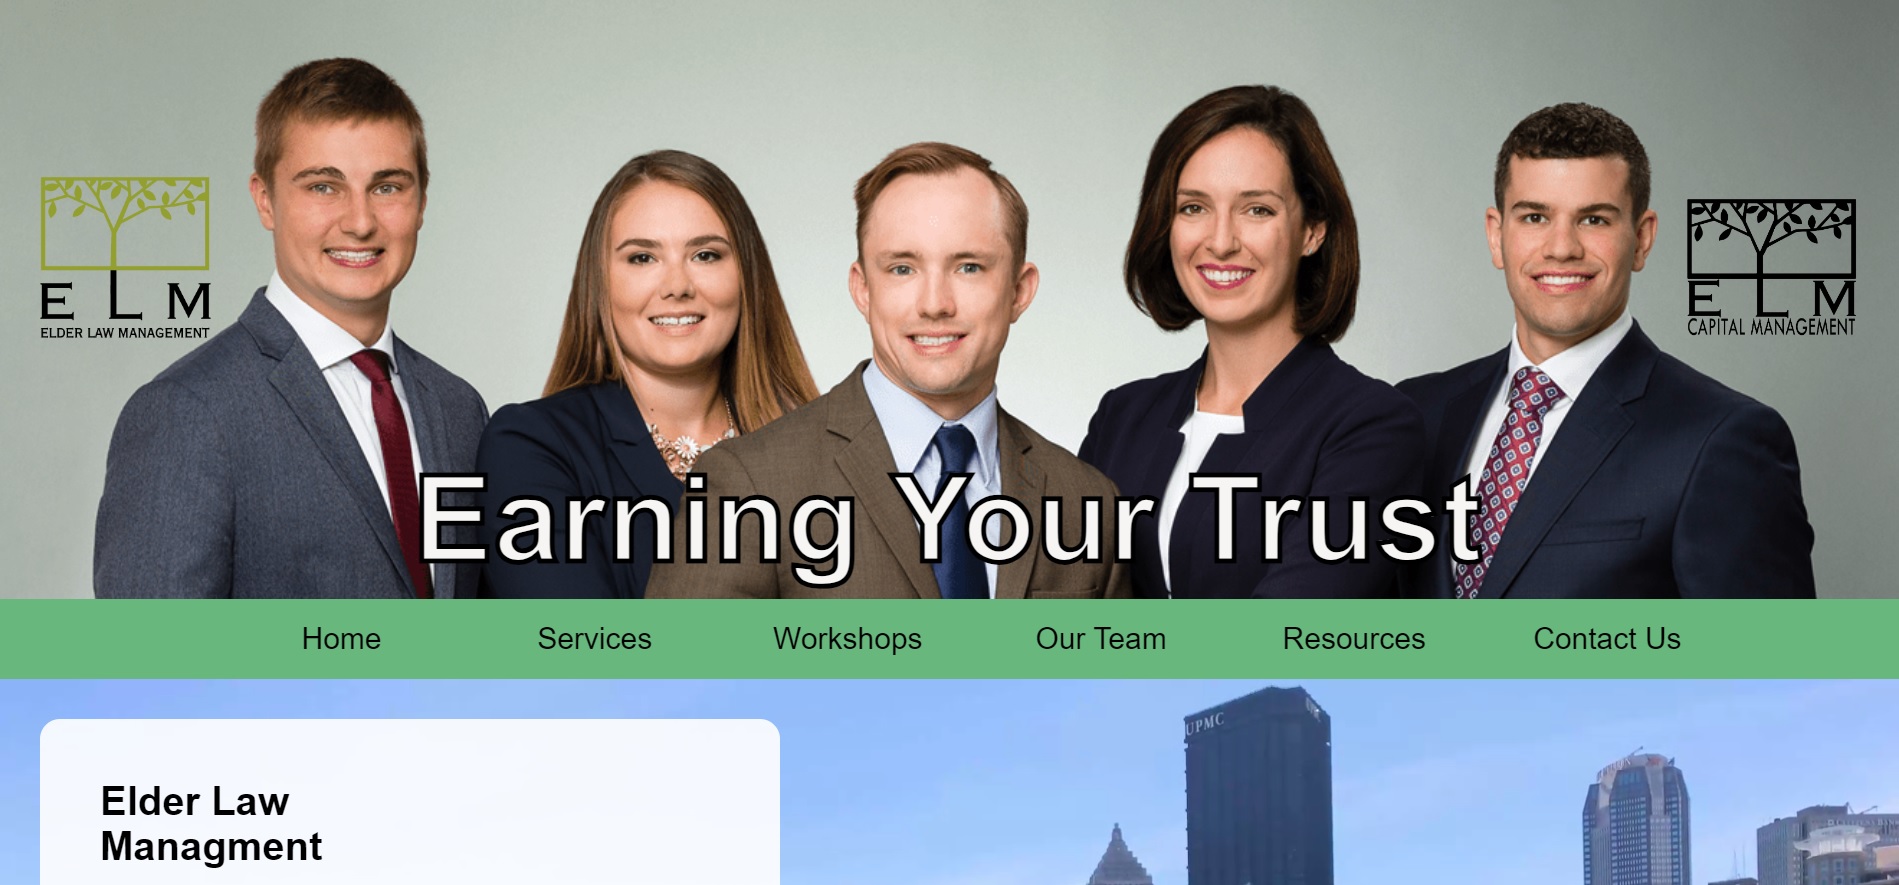 E L M
ELDER LAW MANAGEMENT
E L M
CAPITAL MANAGEMENT
Earning Your Trust
Home Services Workshops Our Team Resources Contact Us
UPMC
Elder Law
Managment